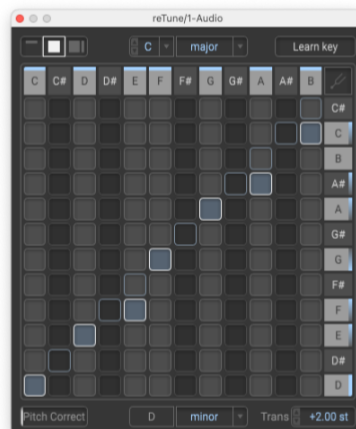 reTune/1-Audio
C major Learn key
C C# D D# E F F# G G# A A# B
C#
C
B
A#
A
G#
G
F#
F
E
D#
D
Pitch Correct D minor Trans +2.00 st